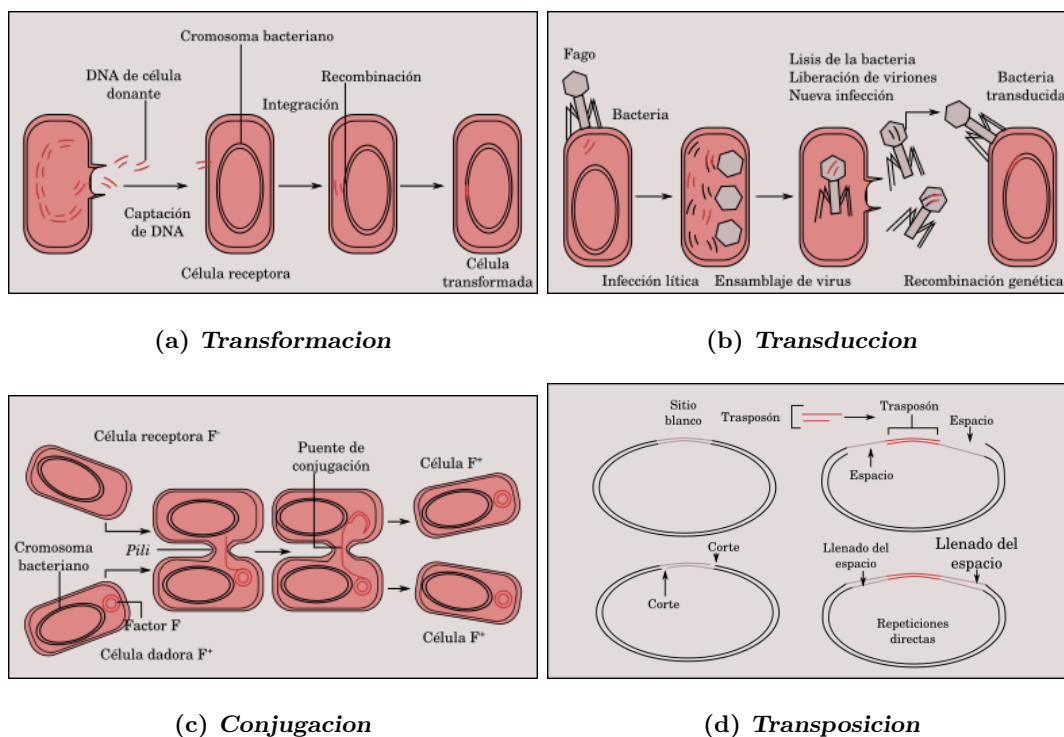 Cromosoma bacteriano
DNA de célula
donante
Recombinación
Integración
Captación
de DNA
Célula receptora
Célula
transformada
(a) Transformacion
Fago
Bacteria
Lisis de la bacteria
Liberación de viriones
Nueva infección
Bacteria
transducida
Infección lítica
Ensamblaje de virus
Recombinación genética
(b) Transduccion
Célula receptora F-
Puente de
conjugación
Célula F+
Pili
Cromosoma
bacteriano
Factor F
Célula dadora F+
Célula F+
(c) Conjugacion
Sitio
blanco
Trasposón
Trasposón
Espacio
Espacio
Corte
Corte
Llenado del
espacio
Llenado del
espacio
Repeticiones
directas
(d) Transposicion